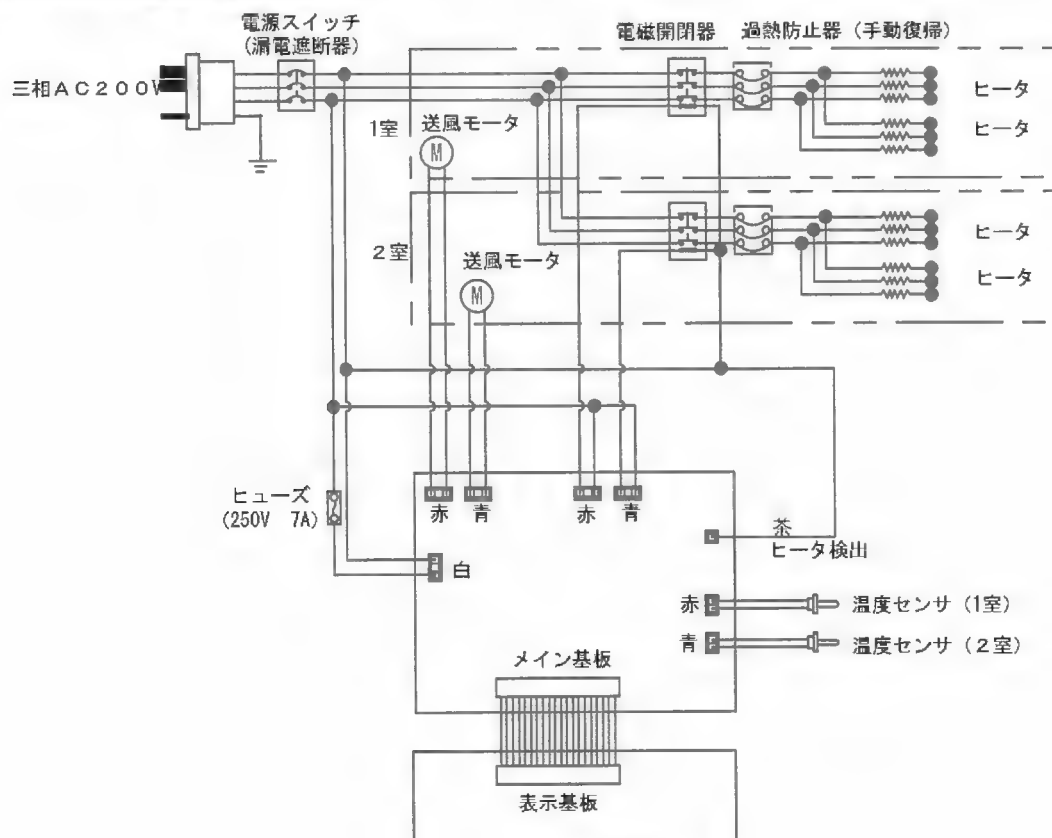 電源スイッチ
(漏電遮断器)
電磁開閉器
過熱防止器 (手動復帰)
三相AC200V
ヒータ
ヒータ
1室
送風モータ
M
ヒータ
ヒータ
2室
送風モータ
M
ヒューズ
(250V 7A)
赤
青
赤
青
茶
ヒータ検出
白
赤
温度センサ (1室)
青
温度センサ (2室)
メイン基板
表示基板